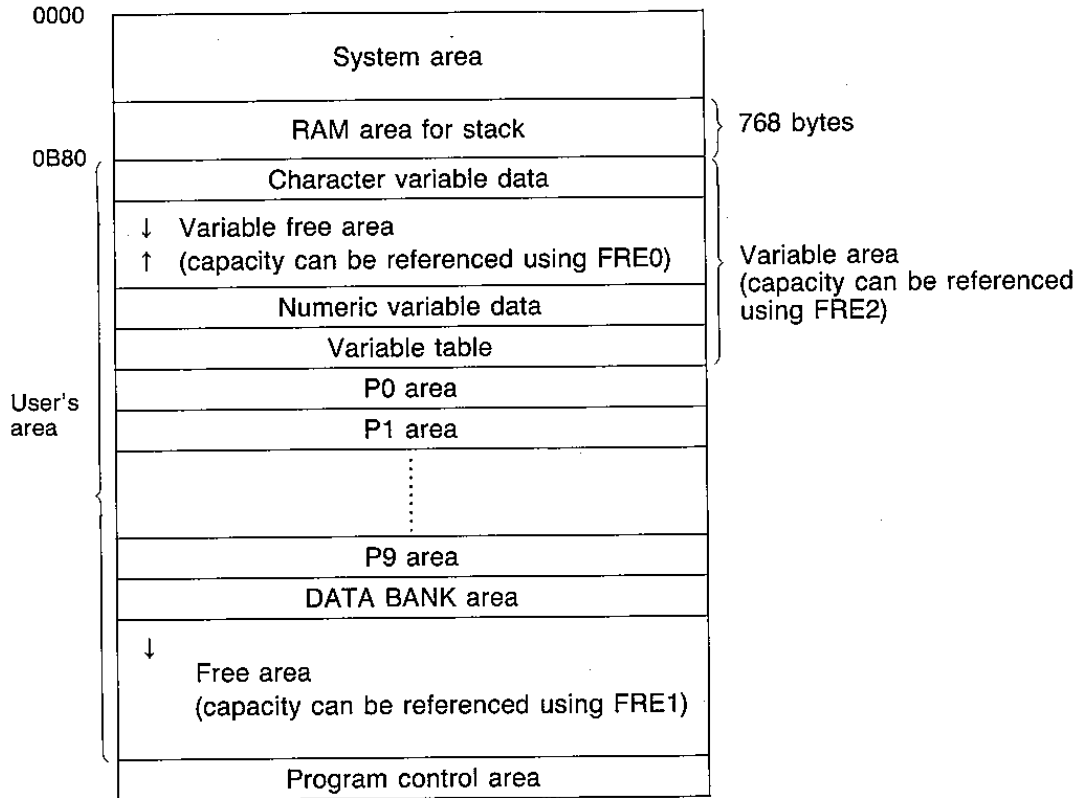 0000
System area
RAM area for stack
768 bytes
0B80
Character variable data
↓ Variable free area
↑ (capacity can be referenced using FRE0)
Variable area
(capacity can be referenced
using FRE2)
Numeric variable data
Variable table
P0 area
User's
area
P1 area
P9 area
DATA BANK area
↓
Free area
(capacity can be referenced using FRE1)
Program control area